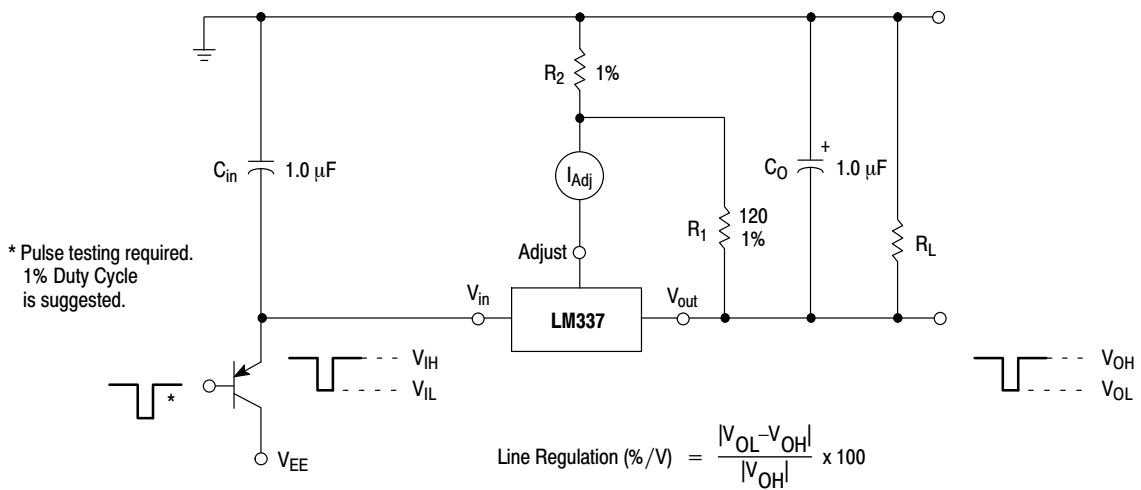 R2 1%
Cin 1.0 μF
IAdj
CO + 1.0 μF
R1 120 1%
RL
* Pulse testing required.
1% Duty Cycle
is suggested.
Adjust
Vin
LM337
Vout
VIH
VIL
*
VEE
VOH
VOL
Line Regulation (%/V) = |VOL–VOH| / |VOH| x 100